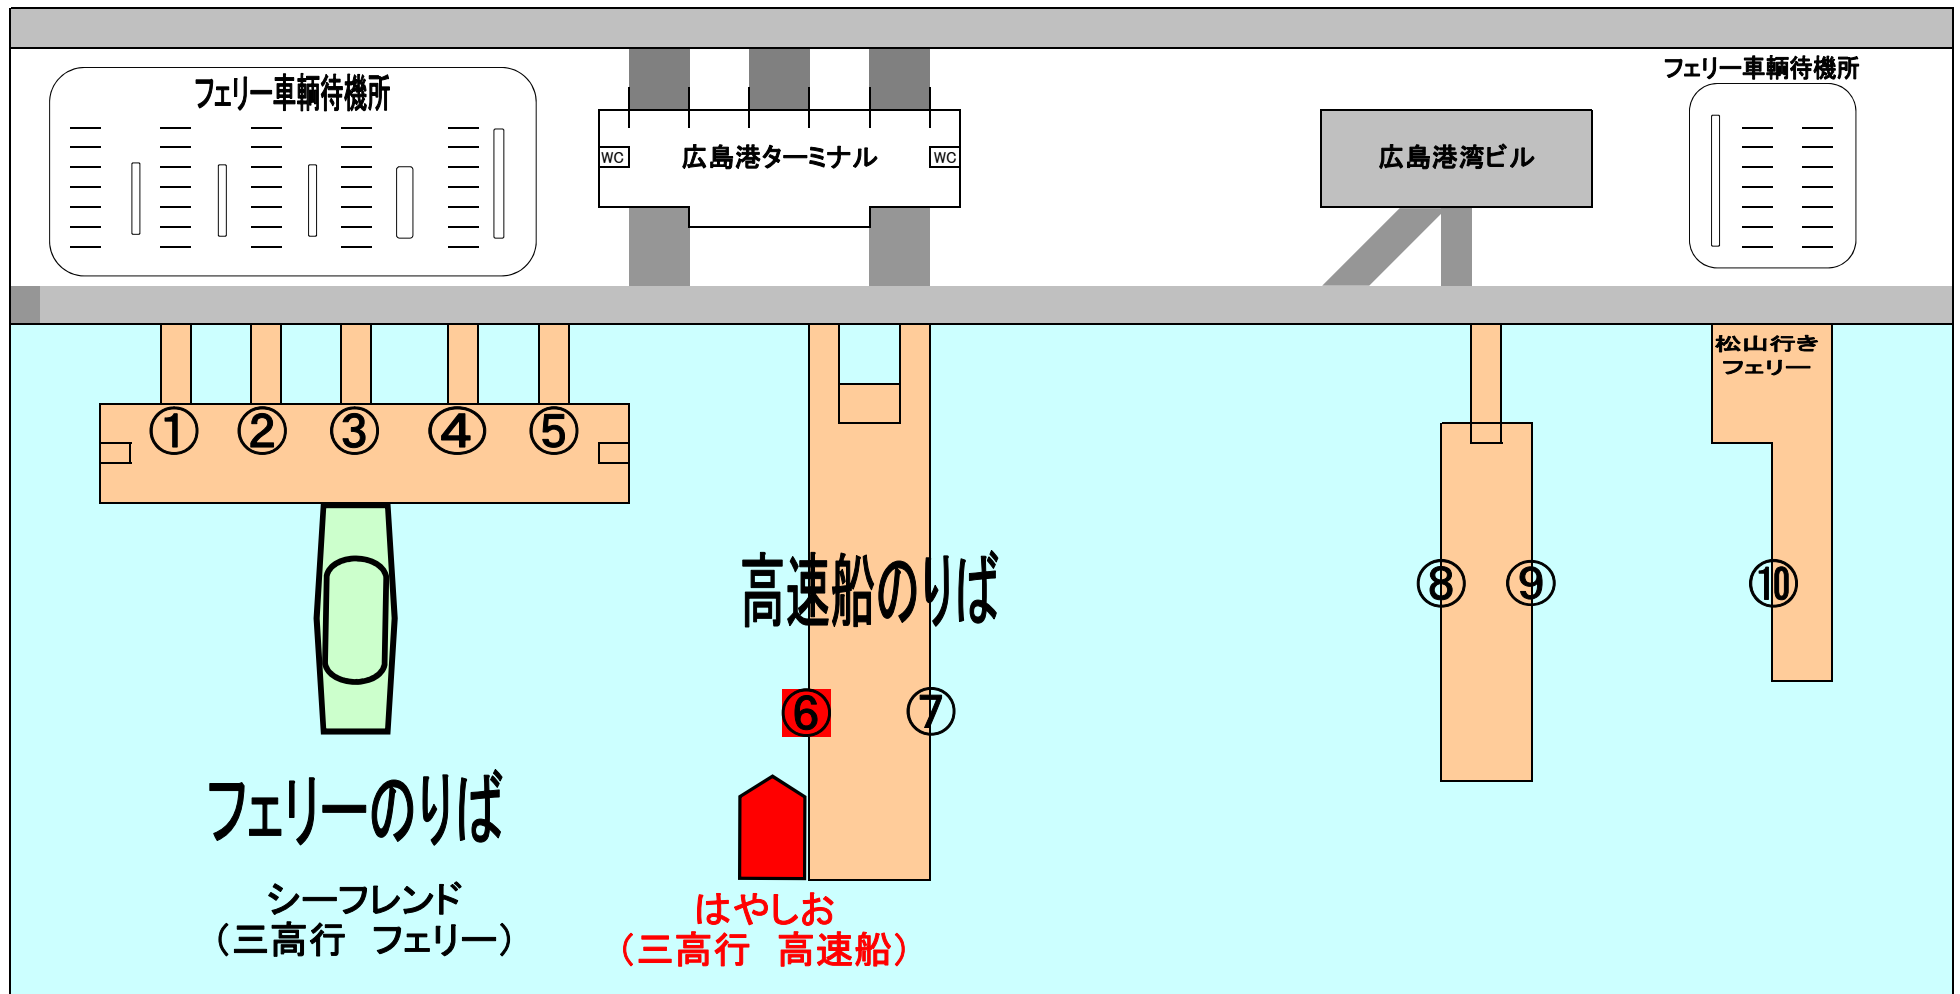 フェリー車輌待機所
フェリー車輌待機所
WC
広島港ターミナル
WC
広島港湾ビル
松山行き
フェリー
①
②
③
④
⑤
高速船のりば
⑧
⑨
⑩
⑥
⑦
フェリーのりば
シーフレンド
（三高行　フェリー）
はやしお
（三高行　高速船）